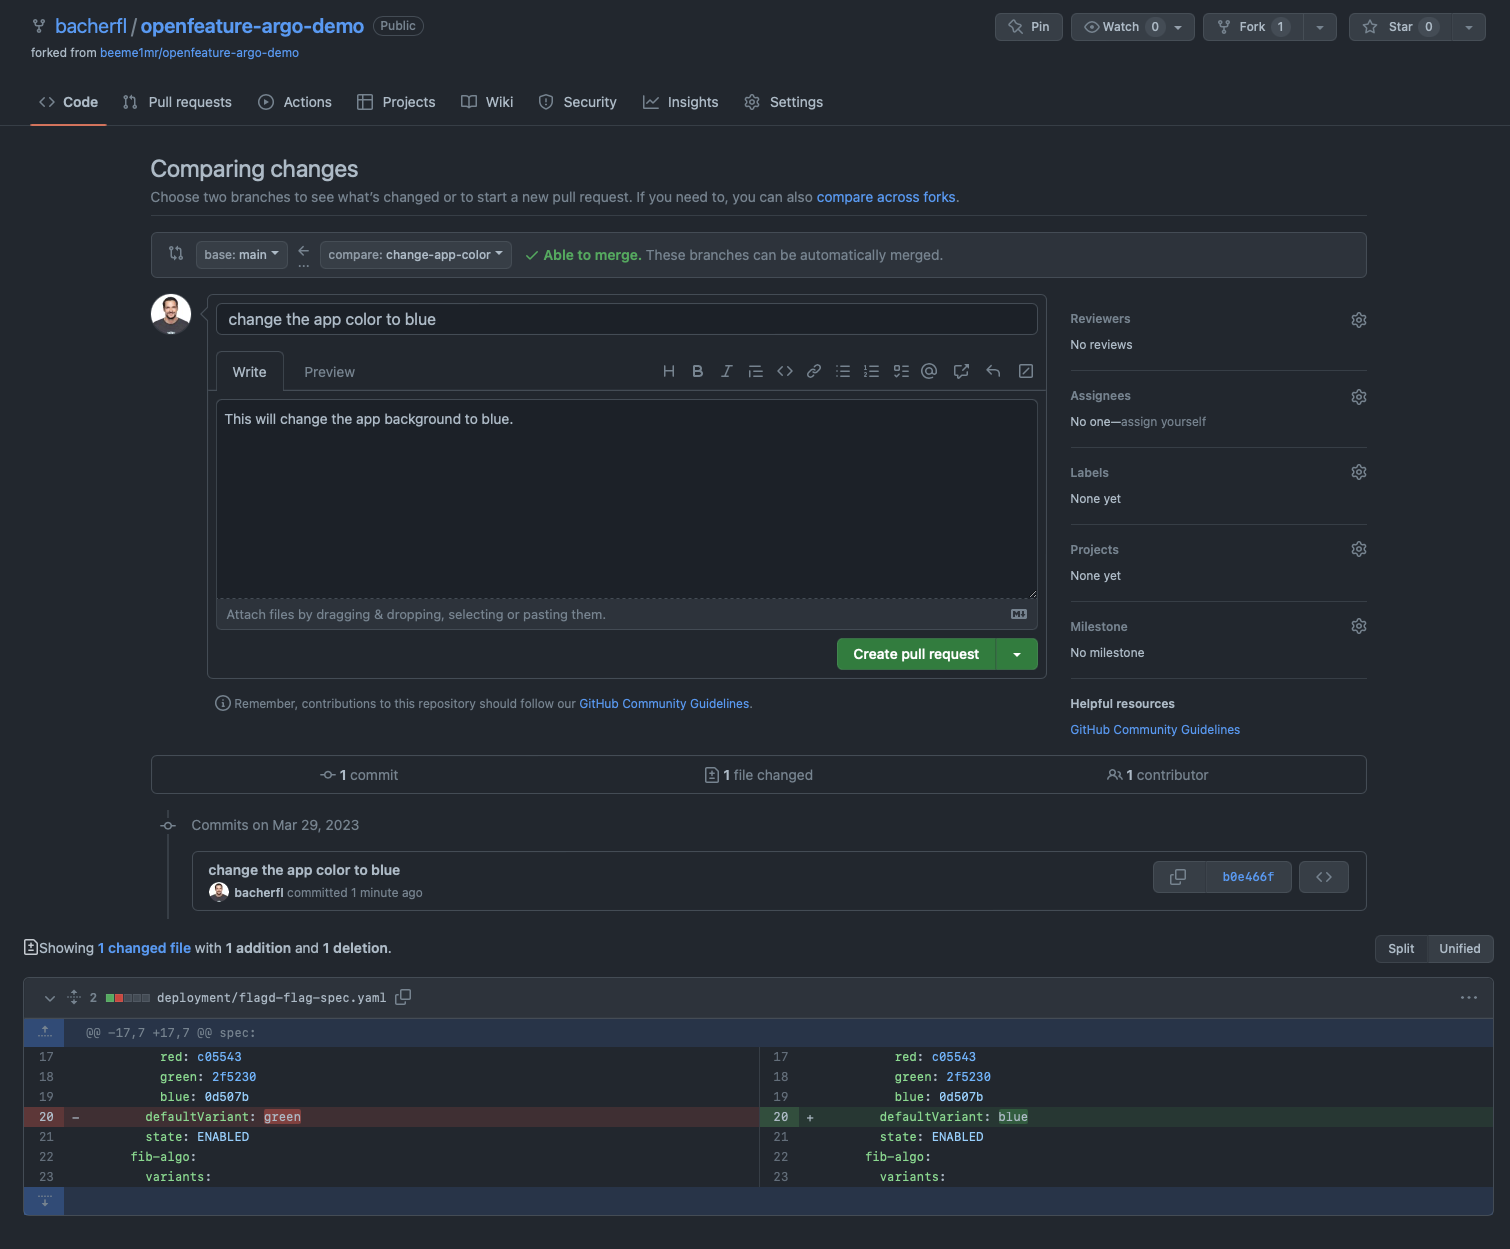 bacherfl / openfeature-argo-demo Public
Pin Watch 0 Fork 1 Star 0
forked from beeme1mr/openfeature-argo-demo
Code Pull requests Actions Projects Wiki Security Insights Settings
Comparing changes
Choose two branches to see what's changed or to start a new pull request. If you need to, you can also compare across forks.
base: main ... compare: change-app-color Able to merge. These branches can be automatically merged.
change the app color to blue
Write Preview
This will change the app background to blue.
Attach files by dragging & dropping, selecting or pasting them.
Create pull request
Remember, contributions to this repository should follow our GitHub Community Guidelines.
Reviewers
No reviews
Assignees
No one—assign yourself
Labels
None yet
Projects
None yet
Milestone
No milestone
Helpful resources
GitHub Community Guidelines
1 commit 1 file changed 1 contributor
Commits on Mar 29, 2023
change the app color to blue
bacherfl committed 1 minute ago
b0e466f
Showing 1 changed file with 1 addition and 1 deletion.
Split Unified
2 deployment/flagd-flag-spec.yaml
@@ -17,7 +17,7 @@ spec:
17 red: c05543 17 red: c05543
18 green: 2f5230 18 green: 2f5230
19 blue: 0d507b 19 blue: 0d507b
20 - defaultVariant: green 20 + defaultVariant: blue
21 state: ENABLED 21 state: ENABLED
22 fib-algo: 22 fib-algo:
23 variants: 23 variants: